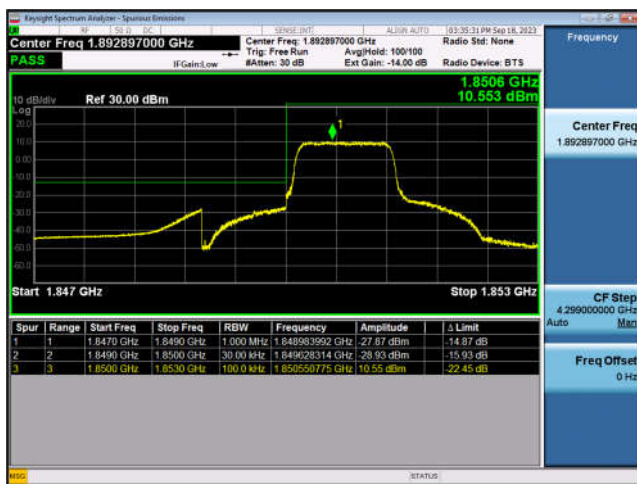 Keysight Spectrum Analyzer - Spurious Emissions
RF 50 Ω DC SENSE:INT ALIGN AUTO 03:35:31 PM Sep 18, 2023
Center Freq 1.892897000 GHz
Center Freq: 1.892897000 GHz
Radio Std: None
Trig: Free Run Avg|Hold: 100/100
PASS
IFGain:Low
#Atten: 30 dB Ext Gain: -14.00 dB Radio Device: BTS
Frequency
1.8506 GHz
10.553 dBm
10 dB/div Ref 30.00 dBm
Log
20.0
10.0
0.00
10.0
20.0
30.0
40.0
50.0
60.0
1
Start 1.847 GHz Stop 1.853 GHz
Center Freq
1.892897000 GHz
CF Step
4.299000000 GHz
Auto Man
Freq Offset
0 Hz
Spur Range Start Freq Stop Freq RBW Frequency Amplitude Δ Limit
1 1 1.8470 GHz 1.8490 GHz 1.000 MHz 1.848983992 GHz -27.87 dBm -14.87 dB
2 2 1.8490 GHz 1.8500 GHz 30.00 kHz 1.849628314 GHz -28.93 dBm -15.93 dB
3 3 1.8500 GHz 1.8530 GHz 100.0 kHz 1.850550775 GHz 10.55 dBm -22.45 dB
MSG STATUS